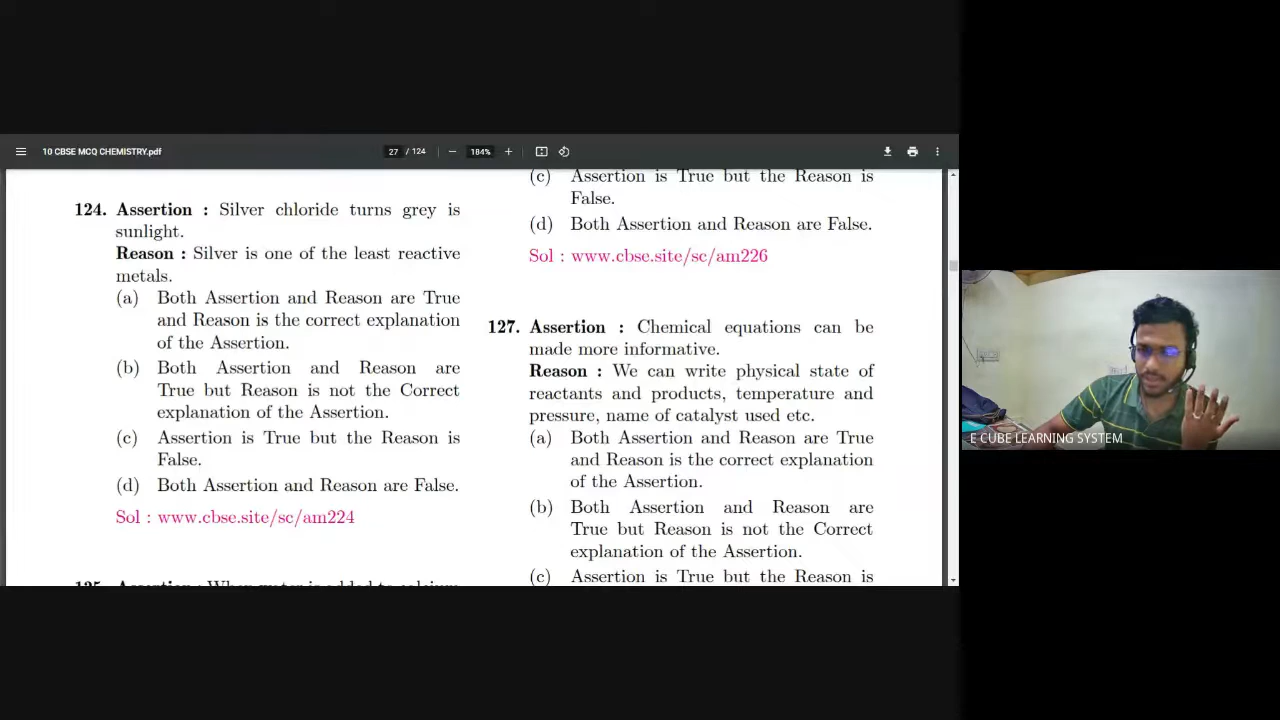 10 CBSE MCQ CHEMISTRY.pdf
27 / 124
184%
124. Assertion : Silver chloride turns grey is
sunlight.
Reason : Silver is one of the least reactive
metals.
(a) Both Assertion and Reason are True
and Reason is the correct explanation
of the Assertion.
(b) Both Assertion and Reason are
True but Reason is not the Correct
explanation of the Assertion.
(c) Assertion is True but the Reason is
False.
(d) Both Assertion and Reason are False.
Sol : www.cbse.site/sc/am224
125. Assertion : When water is added to calcium
(c) Assertion is True but the Reason is
False.
(d) Both Assertion and Reason are False.
Sol : www.cbse.site/sc/am226
127. Assertion : Chemical equations can be
made more informative.
Reason : We can write physical state of
reactants and products, temperature and
pressure, name of catalyst used etc.
(a) Both Assertion and Reason are True
and Reason is the correct explanation
of the Assertion.
(b) Both Assertion and Reason are
True but Reason is not the Correct
explanation of the Assertion.
(c) Assertion is True but the Reason is
E CUBE LEARNING SYSTEM